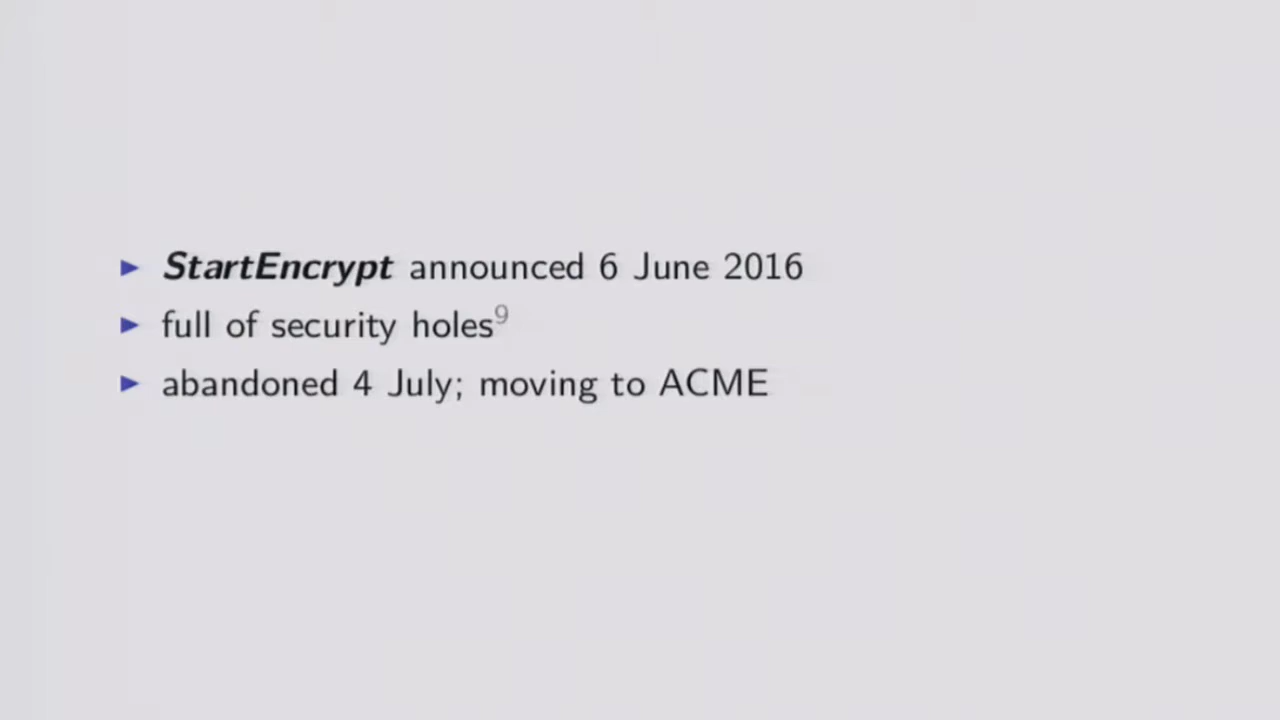 ▶ StartEncrypt announced 6 June 2016
▶ full of security holes⁹
▶ abandoned 4 July; moving to ACME